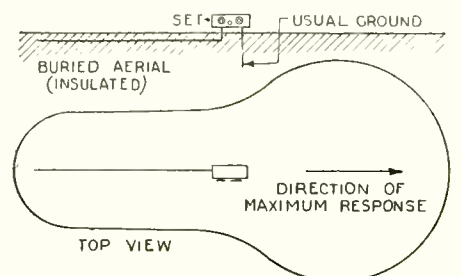 SET
USUAL GROUND
BURIED AERIAL
(INSULATED)
DIRECTION OF
MAXIMUM RESPONSE
TOP VIEW